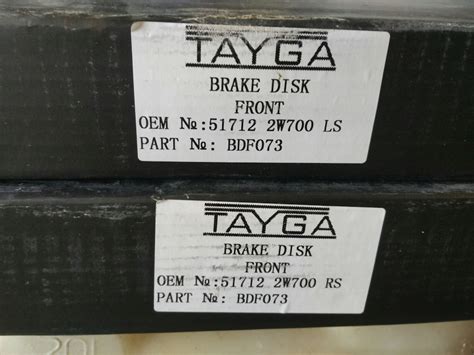 TAYGA
BRAKE DISK
FRONT
OEM №:51712 2W700 LS
PART №: BDF073
TAYGA
BRAKE DISK
FRONT
OEM №:51712 2W700 RS
PART №: BDF073